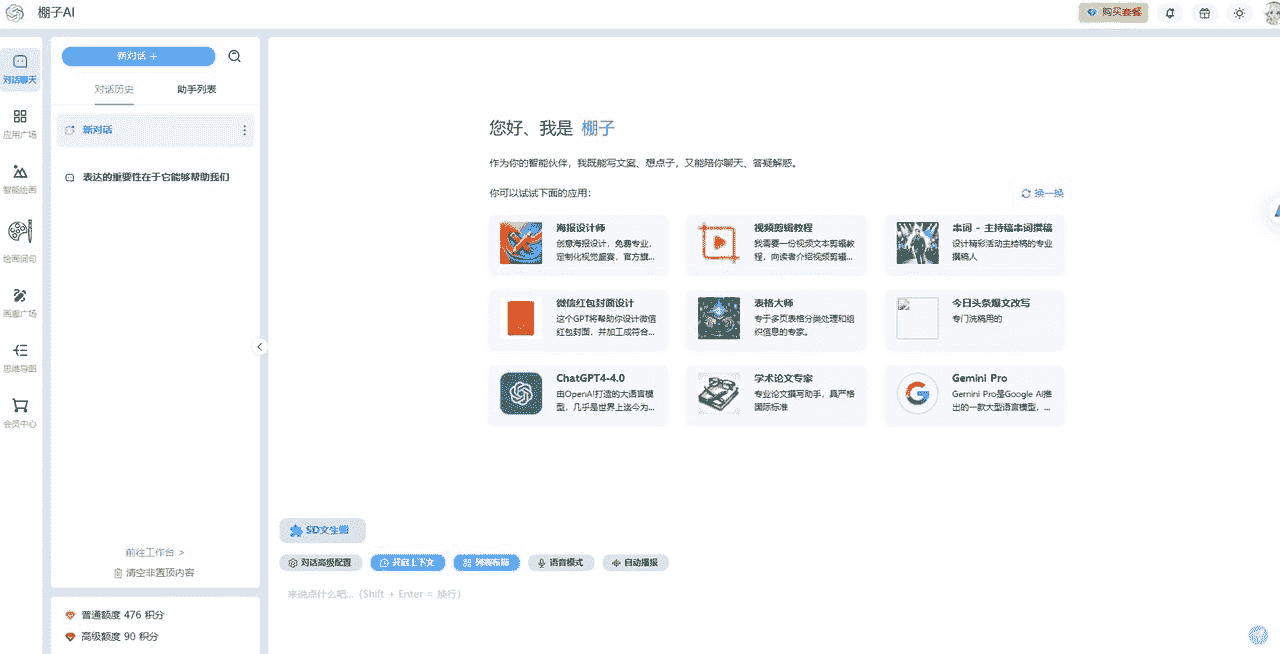 棚子AI
购买套餐
对话聊天
应用广场
智能绘画
绘画词句
画廊广场
思维导图
会员中心
新对话 +
对话历史
助手列表
新对话
表达的重要性在于它能够帮助我们
前往工作台 >
清空非置顶内容
普通额度 476 积分
高级额度 90 积分
您好、我是 棚子
作为你的智能伙伴，我既能写文案、想点子，又能陪你聊天、答疑解惑。
你可以试试下面的应用：
换一换
海报设计师
创意海报设计，免费专业，
定制化视觉盛宴，官方旗...
视频剪辑教程
我需要一份视频文本剪辑教
程，向读者介绍视频剪辑...
串词 - 主持稿串词撰稿
设计精彩活动主持稿的专业
撰稿人
微信红包封面设计
这个GPT将帮助你设计微信
红包封面，并加工成符合...
表格大师
专于多页表格分类处理和组
织信息的专家。
今日头条爆文改写
专门洗稿用的
ChatGPT4-4.0
由OpenAI打造的大语言模
型，几乎是世界上迄今为...
学术论文专家
专业论文撰写助手，具严格
国际标准
Gemini Pro
Gemini Pro是Google AI推
出的一款大型语言模型，...
SD文生图
对话高级配置
开启上下文
列表布局
语音模式
自动播报
来说点什么吧...（Shift + Enter = 换行）